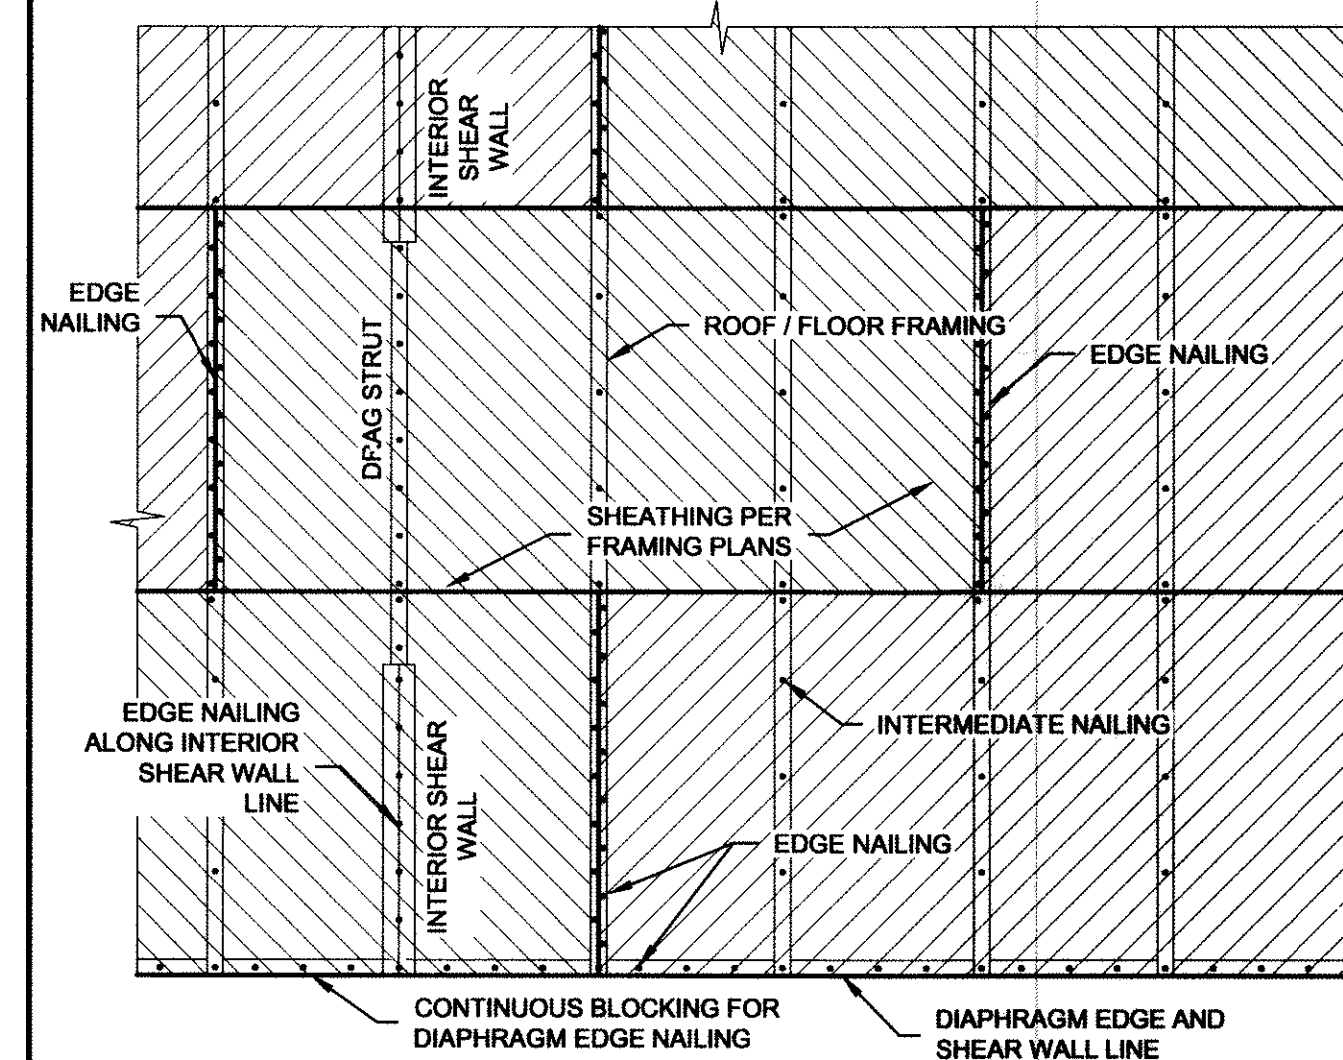 INTERIOR
SHEAR
WALL
EDGE
NAILING
DRAG STRUT
ROOF / FLOOR FRAMING
EDGE NAILING
SHEATHING PER
FRAMING PLANS
EDGE NAILING
ALONG INTERIOR
SHEAR WALL
LINE
INTERIOR SHEAR
WALL
INTERMEDIATE NAILING
EDGE NAILING
CONTINUOUS BLOCKING FOR
DIAPHRAGM EDGE NAILING
DIAPHRAGM EDGE AND
SHEAR WALL LINE